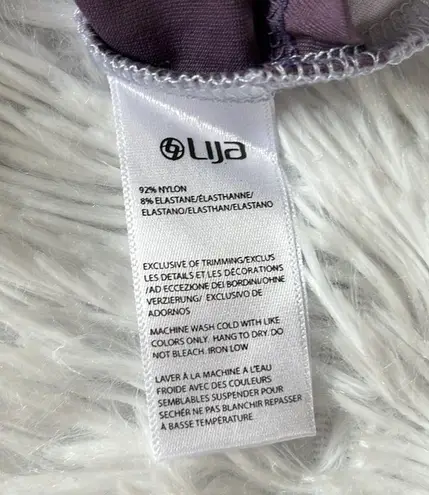 Lija
92% NYLON
8% ELASTANE/ÉLASTHANNE/
ELASTANO/ELASTHAN/ELASTANO
EXCLUSIVE OF TRIMMING/EXCLUS
LES DETAILS ET LES DÉCORATIONS
/AD ECCEZIONE DEI BORDINI/OHNE
VERZIERUNG/ EXCLUSIVO DE
ADORNOS
MACHINE WASH COLD WITH LIKE
COLORS ONLY. HANG TO DRY. DO
NOT BLEACH. IRON LOW
LAVER À LA MACHINE A L'EAU
FROIDE AVEC DES COULEURS
SEMBLABLES SUSPENDER POUR
SECHÉR NE PAS BLANCHIR REPASSER
À BASSE TEMPÉRATURE